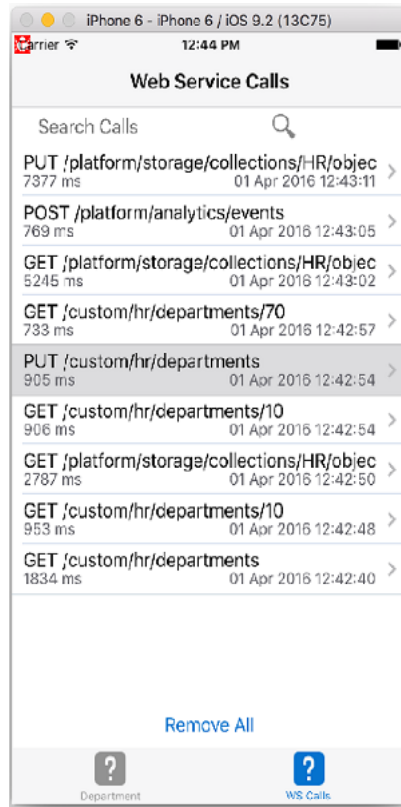 iPhone 6 - iPhone 6 / iOS 9.2 (13C75)
arrier 12:44 PM
Web Service Calls
Search Calls
PUT /platform/storage/collections/HR/objec
7377 ms 01 Apr 2016 12:43:11
POST /platform/analytics/events
769 ms 01 Apr 2016 12:43:05
GET /platform/storage/collections/HR/objec
5245 ms 01 Apr 2016 12:43:02
GET /custom/hr/departments/70
733 ms 01 Apr 2016 12:42:57
PUT /custom/hr/departments
905 ms 01 Apr 2016 12:42:54
GET /custom/hr/departments/10
906 ms 01 Apr 2016 12:42:54
GET /platform/storage/collections/HR/objec
2787 ms 01 Apr 2016 12:42:50
GET /custom/hr/departments/10
953 ms 01 Apr 2016 12:42:48
GET /custom/hr/departments
1834 ms 01 Apr 2016 12:42:40
Remove All
? ?
Department WS Calls